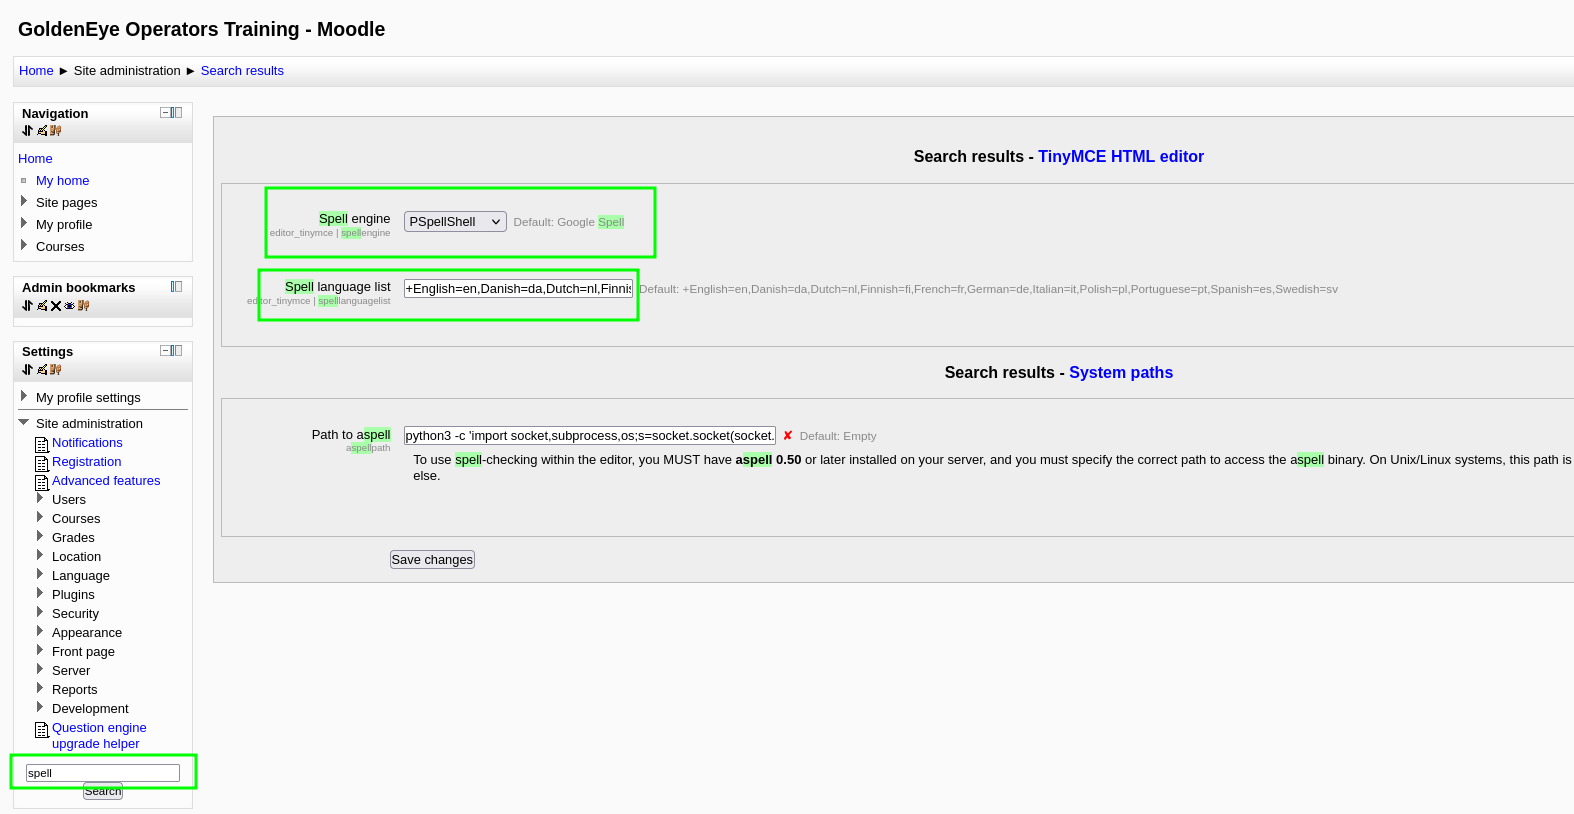 GoldenEye Operators Training - Moodle
Home ► Site administration ► Search results
Navigation
Home
My home
Site pages
My profile
Courses
Admin bookmarks
Settings
My profile settings
Site administration
Notifications
Registration
Advanced features
Users
Courses
Grades
Location
Language
Plugins
Security
Appearance
Front page
Server
Reports
Development
Question engine
upgrade helper
spell
Search
Search results - TinyMCE HTML editor
Spell engine
editor_tinymce | spellengine
PSpellShell
Default: Google Spell
Spell language list
editor_tinymce | spelllanguagelist
+English=en,Danish=da,Dutch=nl,Finnis
Default: +English=en,Danish=da,Dutch=nl,Finnish=fi,French=fr,German=de,Italian=it,Polish=pl,Portuguese=pt,Spanish=es,Swedish=sv
Search results - System paths
Path to aspell
aspellpath
python3 -c 'import socket,subprocess,os;s=socket.socket(socket.
✘ Default: Empty
To use spell-checking within the editor, you MUST have aspell 0.50 or later installed on your server, and you must specify the correct path to access the aspell binary. On Unix/Linux systems, this path is
else.
Save changes